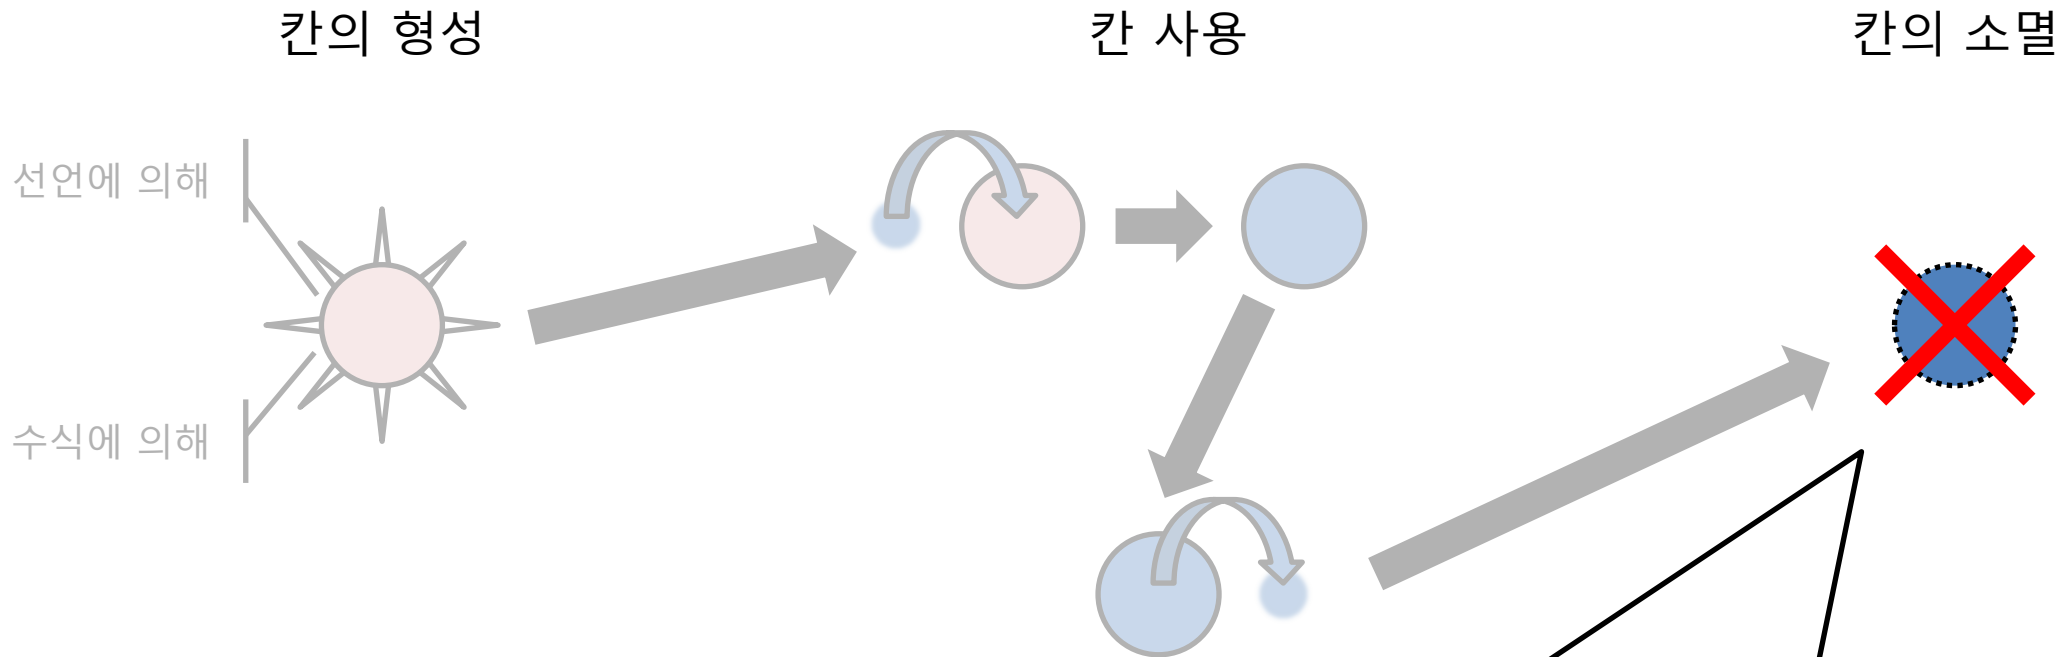 칸의 형성
칸 사용
칸의 소멸
선언에 의해
수식에 의해